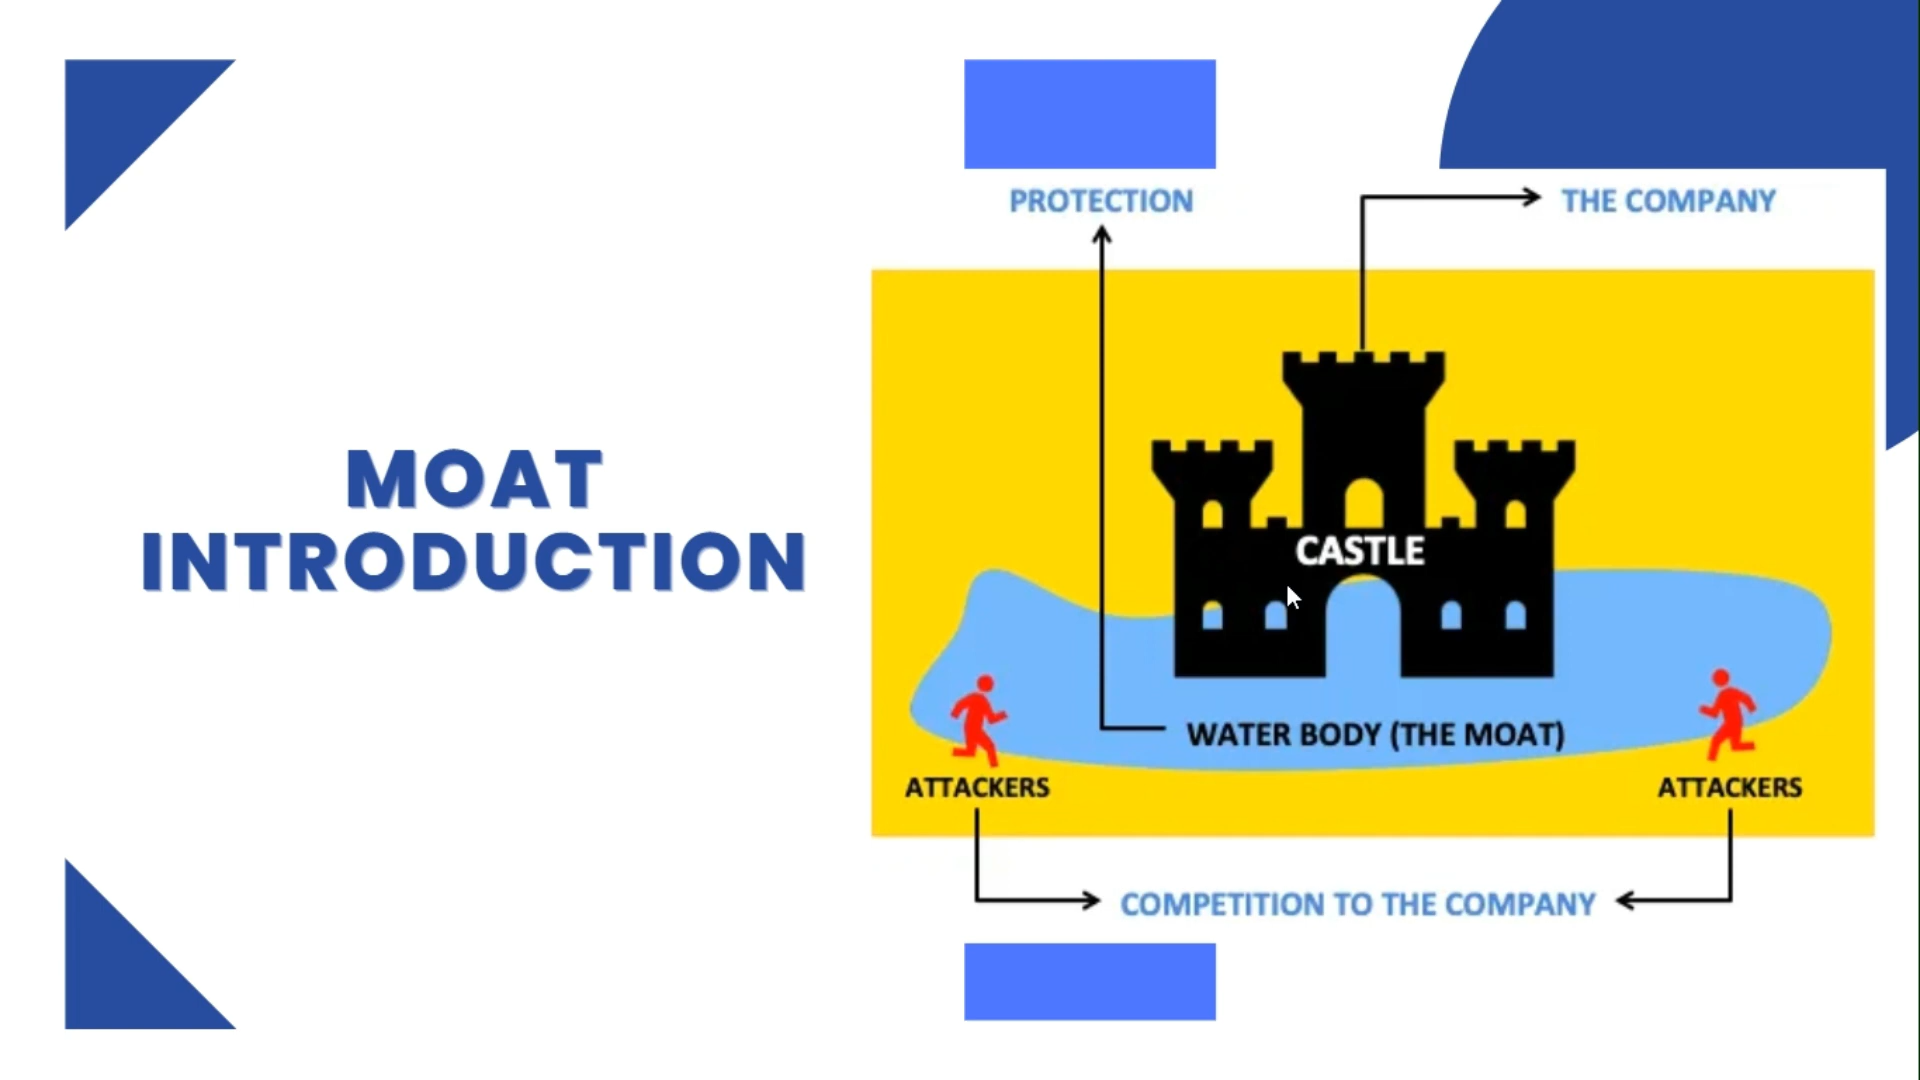 MOAT
INTRODUCTION
PROTECTION
THE COMPANY
CASTLE
WATER BODY (THE MOAT)
ATTACKERS
ATTACKERS
COMPETITION TO THE COMPANY